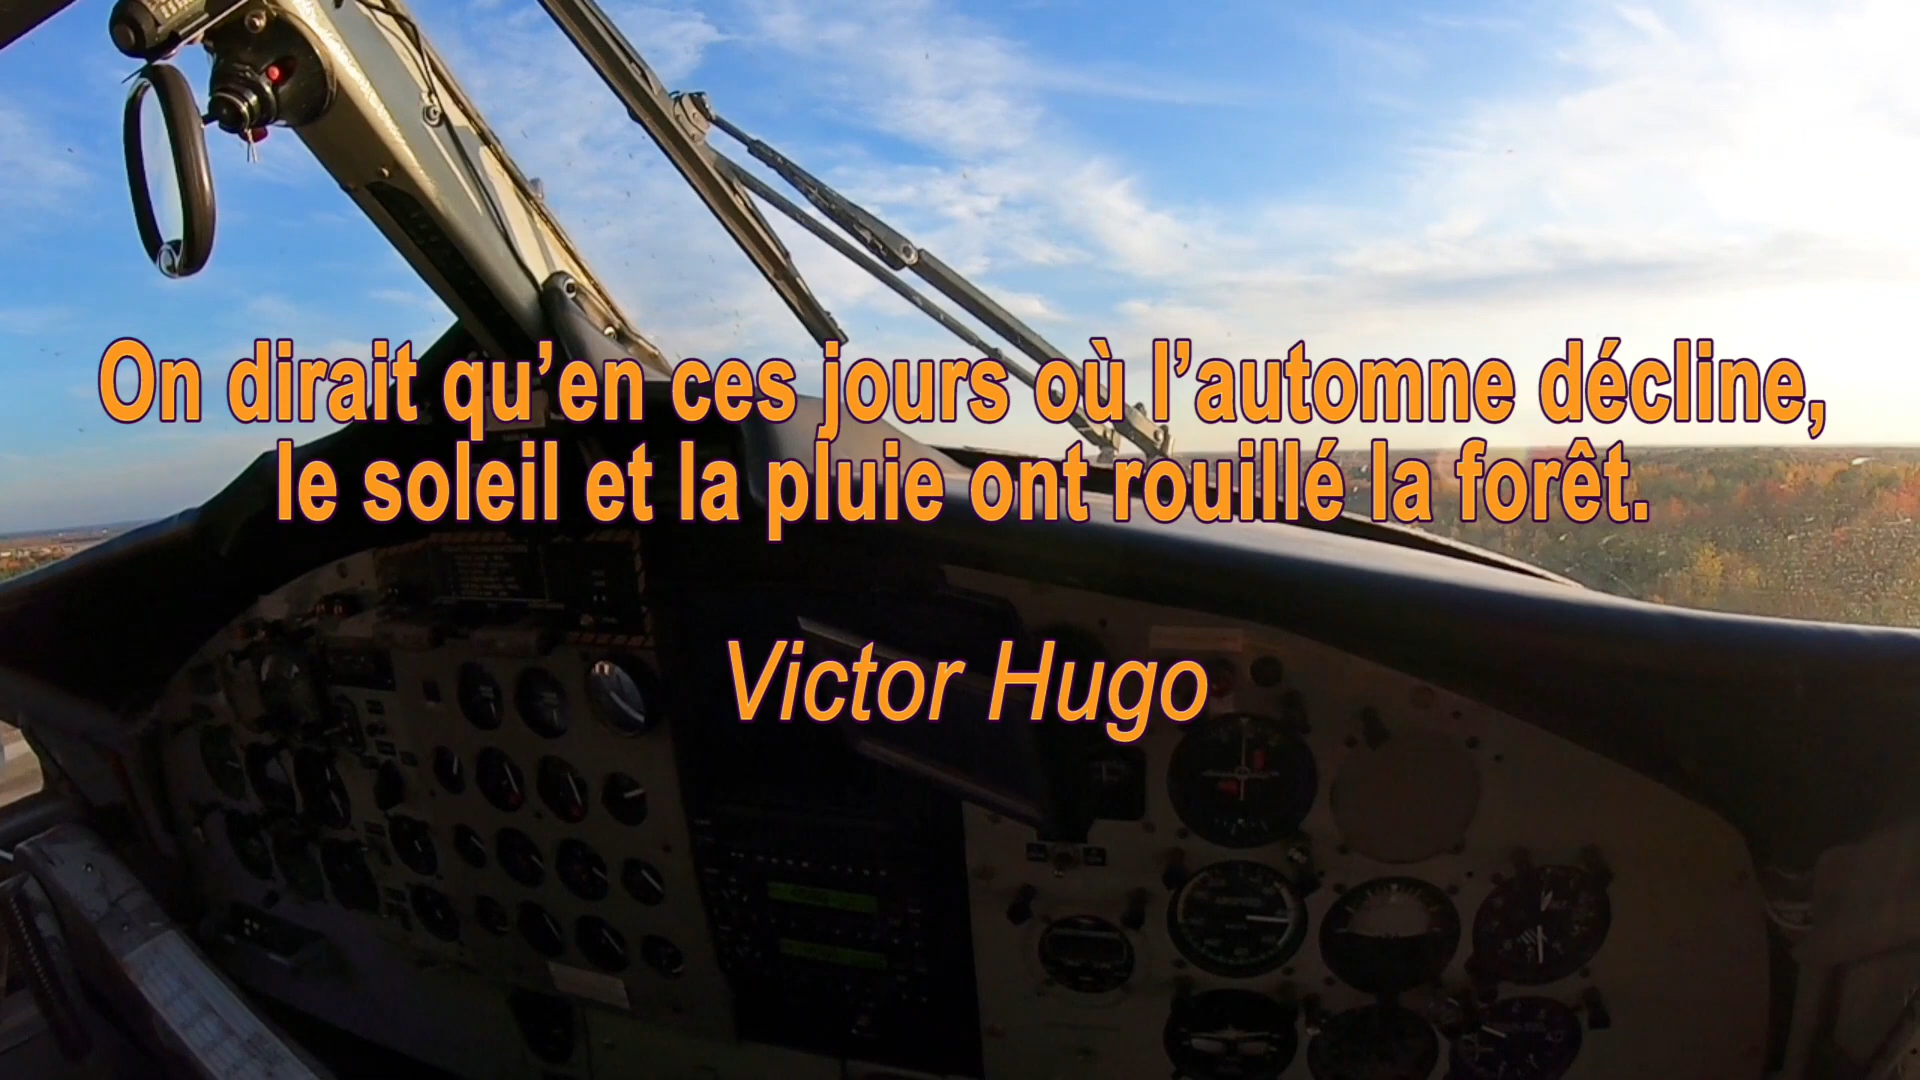 On dirait qu’en ces jours où l’automne décline,
le soleil et la pluie ont rouillé la forêt.
Victor Hugo